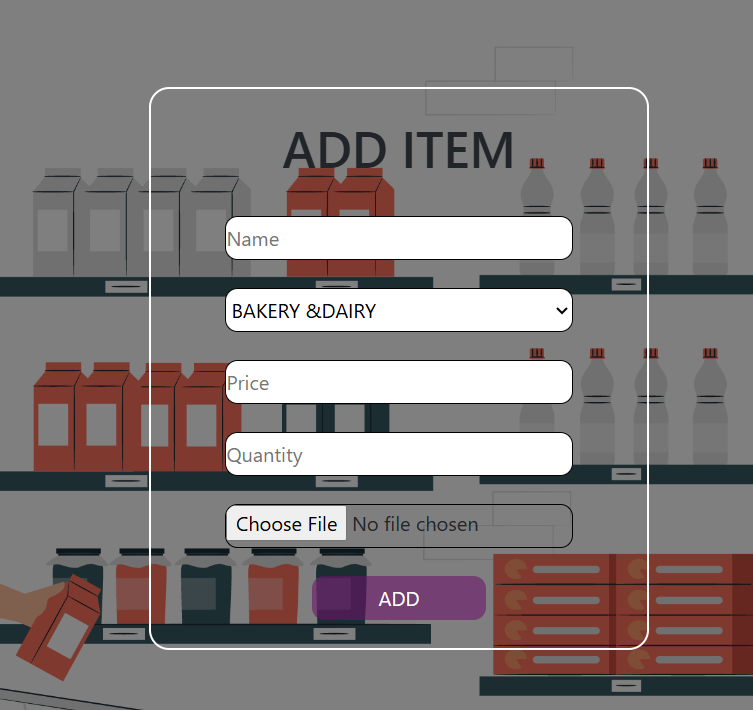 ADD ITEM
Name
BAKERY &DAIRY
Price
Quantity
Choose File No file chosen
ADD